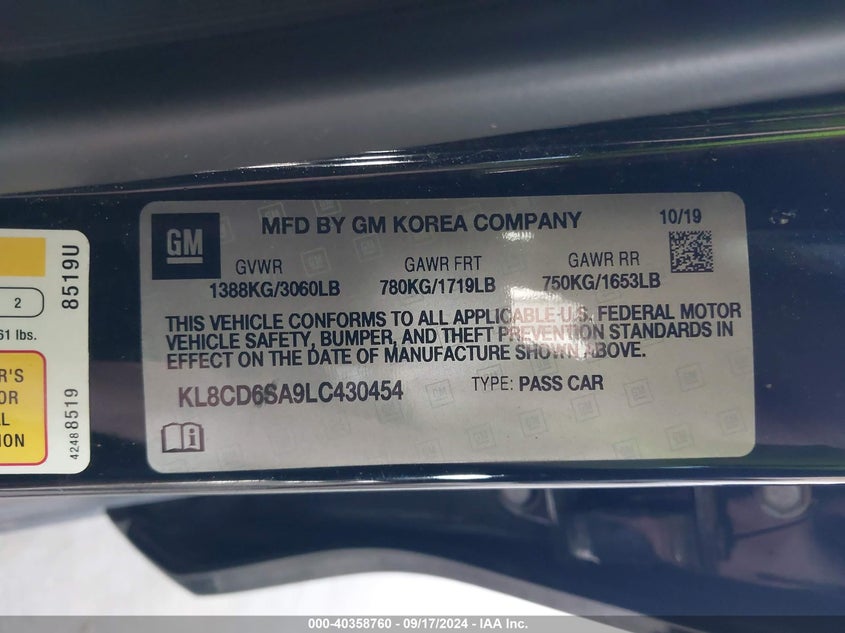 GM
MFD BY GM KOREA COMPANY
10/19
GVWR
1388KG/3060LB
GAWR FRT
780KG/1719LB
GAWR RR
750KG/1653LB
THIS VEHICLE CONFORMS TO ALL APPLICABLE U.S. FEDERAL MOTOR
VEHICLE SAFETY, BUMPER, AND THEFT PREVENTION STANDARDS IN
EFFECT ON THE DATE OF MANUFACTURE SHOWN ABOVE.
KL8CD6SA9LC430454
TYPE: PASS CAR
2
61 lbs.
8519U
42488519
000-40358760 - 09/17/2024 - IAA Inc.